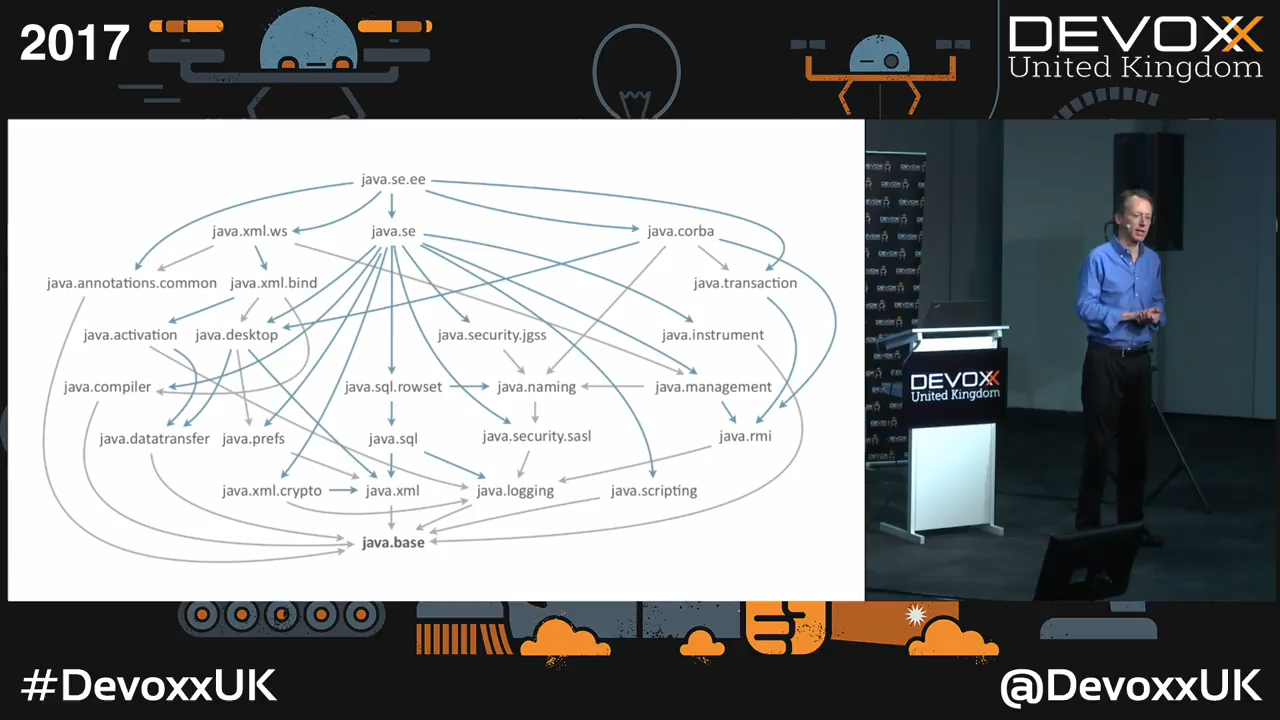 2017
DEVOXX
United Kingdom
java.se.ee
java.xml.ws
java.se
java.corba
java.annotations.common
java.xml.bind
java.transaction
java.activation
java.desktop
java.security.jgss
java.instrument
java.compiler
java.sql.rowset
java.naming
java.management
java.datatransfer
java.prefs
java.sql
java.security.sasl
java.rmi
java.xml.crypto
java.xml
java.logging
java.scripting
java.base
DEVOXX
United Kingdom
#DevoxxUK
@DevoxxUK